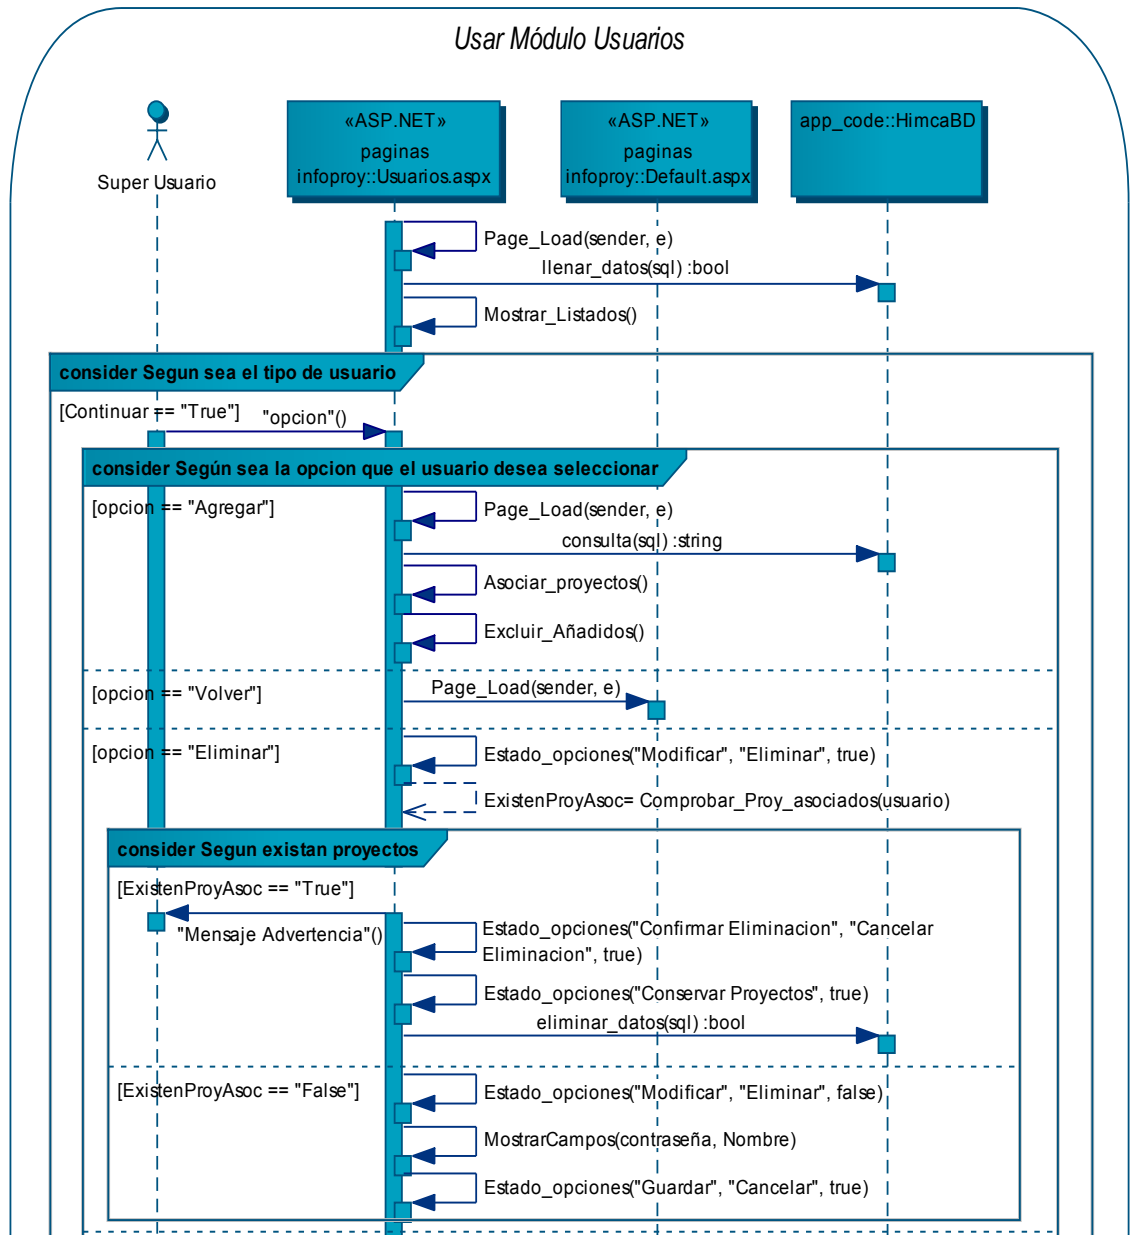 Usar Módulo Usuarios
Super Usuario
«ASP.NET»
paginas
infoproy::Usuarios.aspx
«ASP.NET»
paginas
infoproy::Default.aspx
app_code::HimcaBD
Page_Load(sender, e)
llenar_datos(sql) :bool
Mostrar_Listados()
consider Segun sea el tipo de usuario
[Continuar == "True"]
"opcion"()
consider Según sea la opcion que el usuario desea seleccionar
[opcion == "Agregar"]
Page_Load(sender, e)
consulta(sql) :string
Asociar_proyectos()
Excluir_Añadidos()
[opcion == "Volver"]
Page_Load(sender, e)
[opcion == "Eliminar"]
Estado_opciones("Modificar", "Eliminar", true)
ExistenProyAsoc= Comprobar_Proy_asociados(usuario)
consider Segun existan proyectos
[ExistenProyAsoc == "True"]
"Mensaje Advertencia"()
Estado_opciones("Confirmar Eliminacion", "Cancelar
Eliminacion", true)
Estado_opciones("Conservar Proyectos", true)
eliminar_datos(sql) :bool
[ExistenProyAsoc == "False"]
Estado_opciones("Modificar", "Eliminar", false)
MostrarCampos(contraseña, Nombre)
Estado_opciones("Guardar", "Cancelar", true)